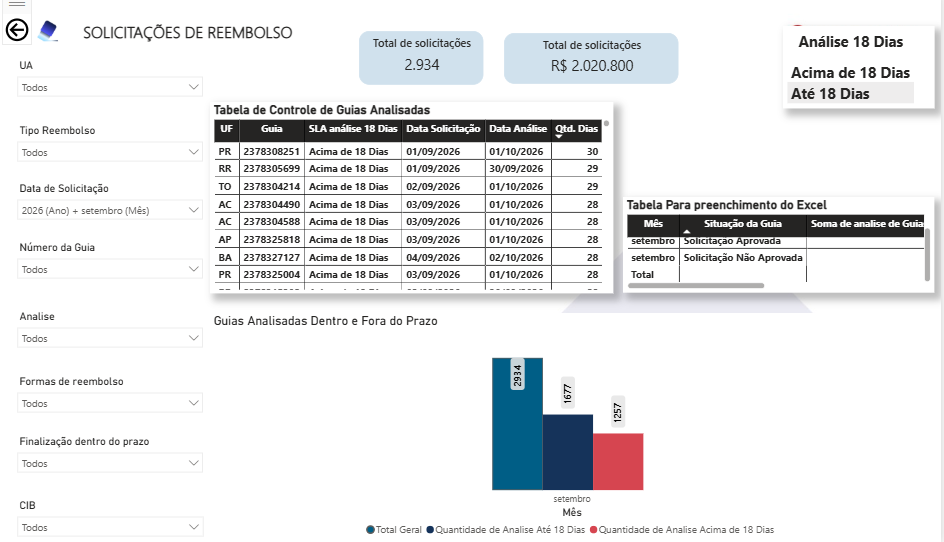 SOLICITAÇÕES DE REEMBOLSO
Total de solicitações
2.934
Total de solicitações
R$ 2.020.800
Análise 18 Dias
Acima de 18 Dias
Até 18 Dias
UA
Todos
Tipo Reembolso
Todos
Data de Solicitação
2026 (Ano) + setembro (Mês)
Número da Guia
Todos
Analise
Todos
Formas de reembolso
Todos
Finalização dentro do prazo
Todos
CIB
Todos
Tabela de Controle de Guias Analisadas
UF Guia SLA análise 18 Dias Data Solicitação Data Análise Qtd. Dias
PR 2378308251 Acima de 18 Dias 01/09/2026 01/10/2026 30
RR 2378305699 Acima de 18 Dias 01/09/2026 30/09/2026 29
TO 2378304214 Acima de 18 Dias 02/09/2026 01/10/2026 29
AC 2378304490 Acima de 18 Dias 03/09/2026 01/10/2026 28
AC 2378304588 Acima de 18 Dias 03/09/2026 01/10/2026 28
AP 2378325818 Acima de 18 Dias 03/09/2026 01/10/2026 28
BA 2378327127 Acima de 18 Dias 04/09/2026 02/10/2026 28
PR 2378325004 Acima de 18 Dias 03/09/2026 01/10/2026 28
Tabela Para preenchimento do Excel
Mês Situação da Guia Soma de analise de Guia
setembro Solicitação Aprovada
setembro Solicitação Não Aprovada
Total
Guias Analisadas Dentro e Fora do Prazo
2934
1677
1257
setembro
Mês
Total Geral Quantidade de Analise Até 18 Dias Quantidade de Analise Acima de 18 Dias